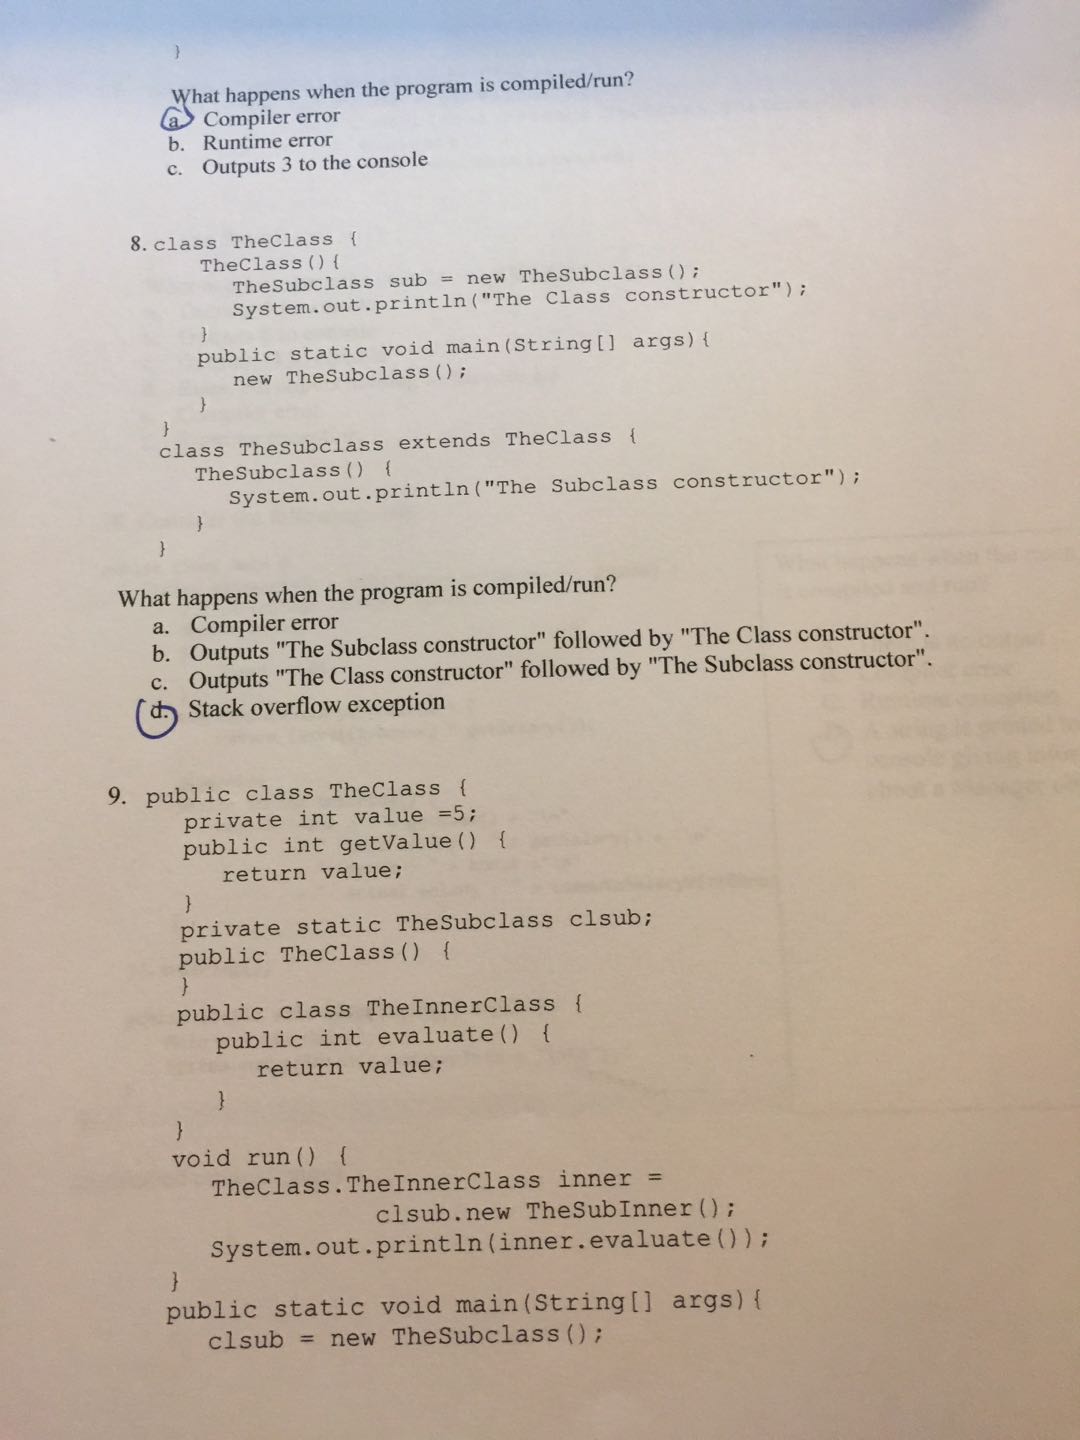 }
What happens when the program is compiled/run?
a. Compiler error
b. Runtime error
c. Outputs 3 to the console
8. class TheClass {
TheClass(){
TheSubclass sub = new TheSubclass();
System.out.println("The Class constructor");
}
public static void main(String[] args){
new TheSubclass();
}
}
class TheSubclass extends TheClass {
TheSubclass() {
System.out.println("The Subclass constructor");
}
}
What happens when the program is compiled/run?
a. Compiler error
b. Outputs "The Subclass constructor" followed by "The Class constructor".
c. Outputs "The Class constructor" followed by "The Subclass constructor".
d. Stack overflow exception
9. public class TheClass {
private int value =5;
public int getValue() {
return value;
}
private static TheSubclass clsub;
public TheClass() {
}
public class TheInnerClass {
public int evaluate() {
return value;
}
}
void run() {
TheClass.TheInnerClass inner =
clsub.new TheSubInner();
System.out.println(inner.evaluate());
}
public static void main(String[] args){
clsub = new TheSubclass();